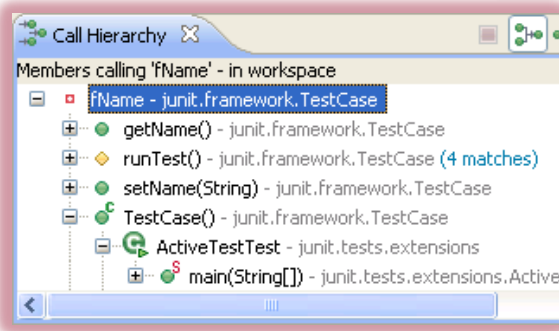 Call Hierarchy
Members calling 'fName' - in workspace
fName - junit.framework.TestCase
getName() - junit.framework.TestCase
runTest() - junit.framework.TestCase (4 matches)
setName(String) - junit.framework.TestCase
C TestCase() - junit.framework.TestCase
ActiveTestTest - junit.tests.extensions
S main(String[]) - junit.tests.extensions.Active